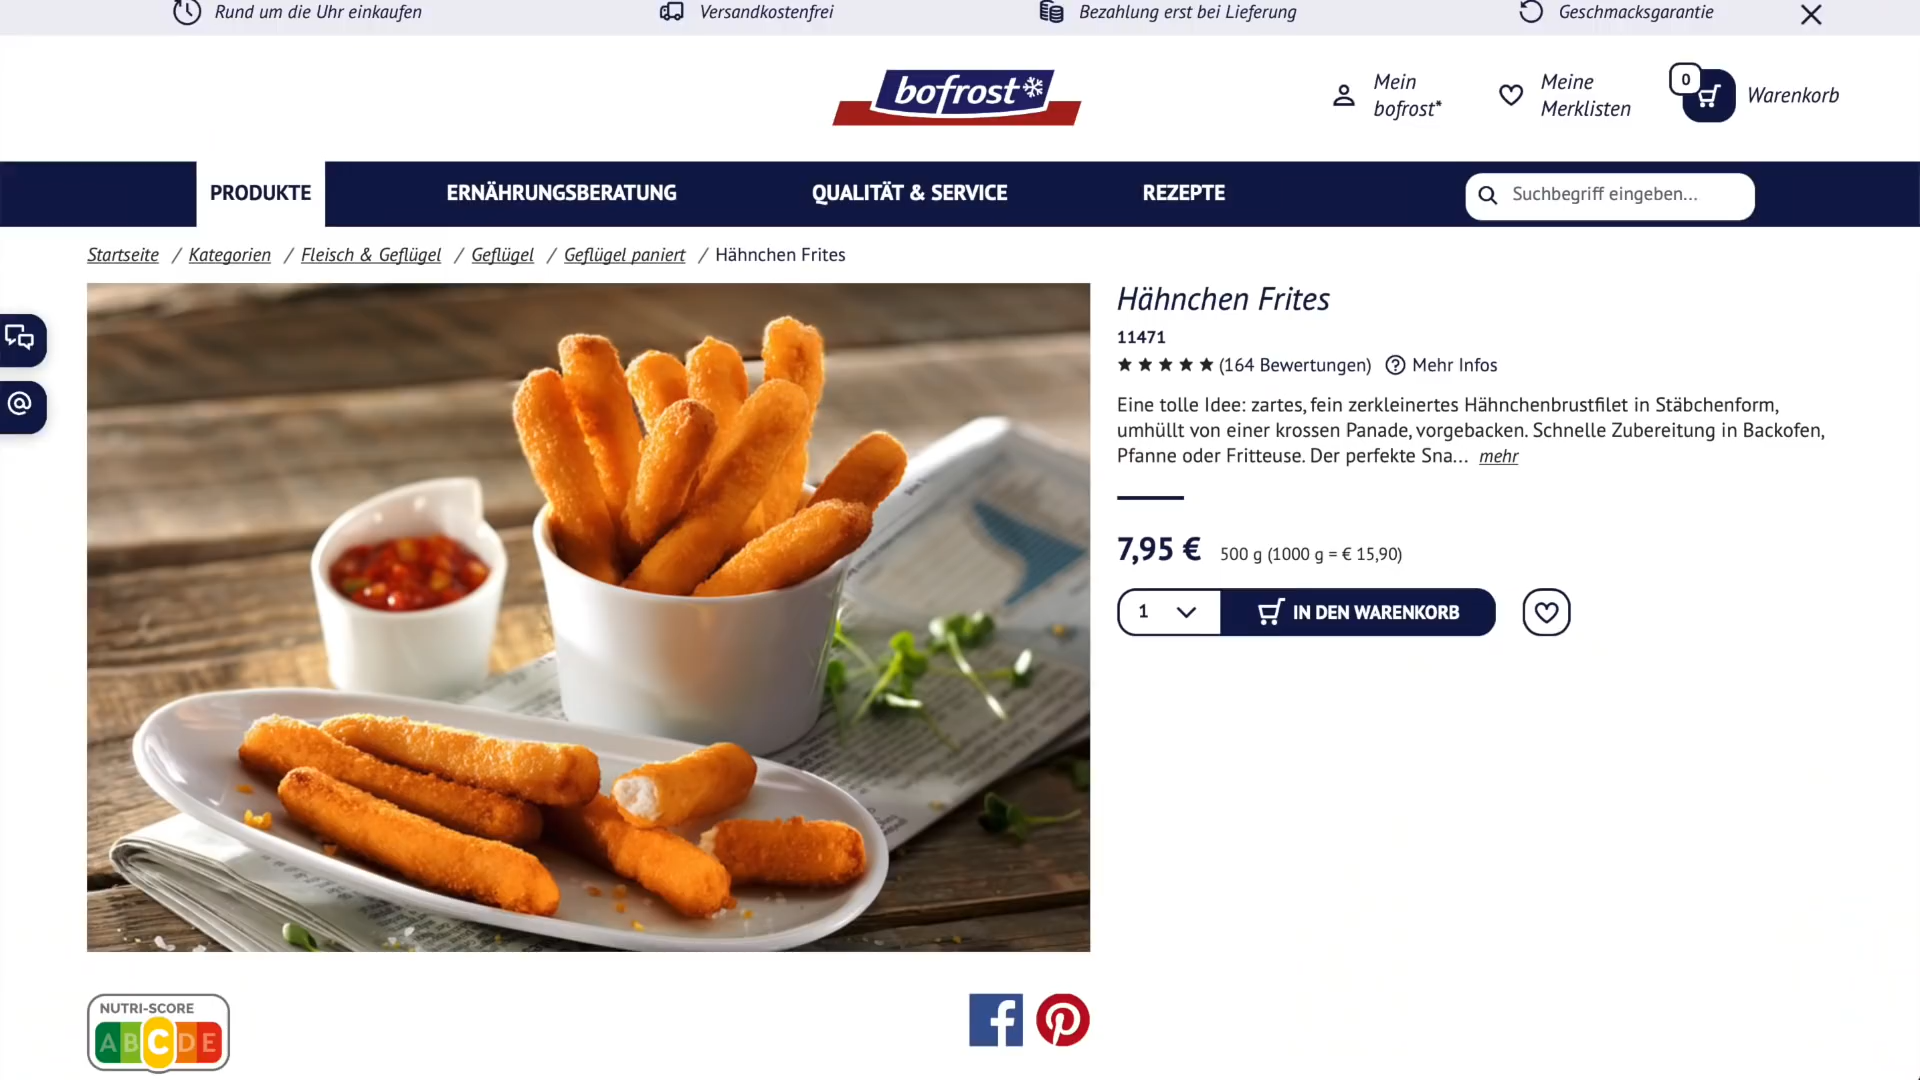 Rund um die Uhr einkaufen
Versandkostenfrei
Bezahlung erst bei Lieferung
Geschmacksgarantie
bofrost*
Mein
bofrost*
Meine
Merklisten
0
Warenkorb
PRODUKTE
ERNÄHRUNGSBERATUNG
QUALITÄT & SERVICE
REZEPTE
Suchbegriff eingeben...
Startseite / Kategorien / Fleisch & Geflügel / Geflügel / Geflügel paniert / Hähnchen Frites
Hähnchen Frites
11471
(164 Bewertungen) Mehr Infos
Eine tolle Idee: zartes, fein zerkleinertes Hähnchenbrustfilet in Stäbchenform,
umhüllt von einer krossen Panade, vorgebacken. Schnelle Zubereitung in Backofen,
Pfanne oder Fritteuse. Der perfekte Sna... mehr
7,95 € 500 g (1000 g = € 15,90)
1
IN DEN WARENKORB
NUTRI-SCORE
A B C D E